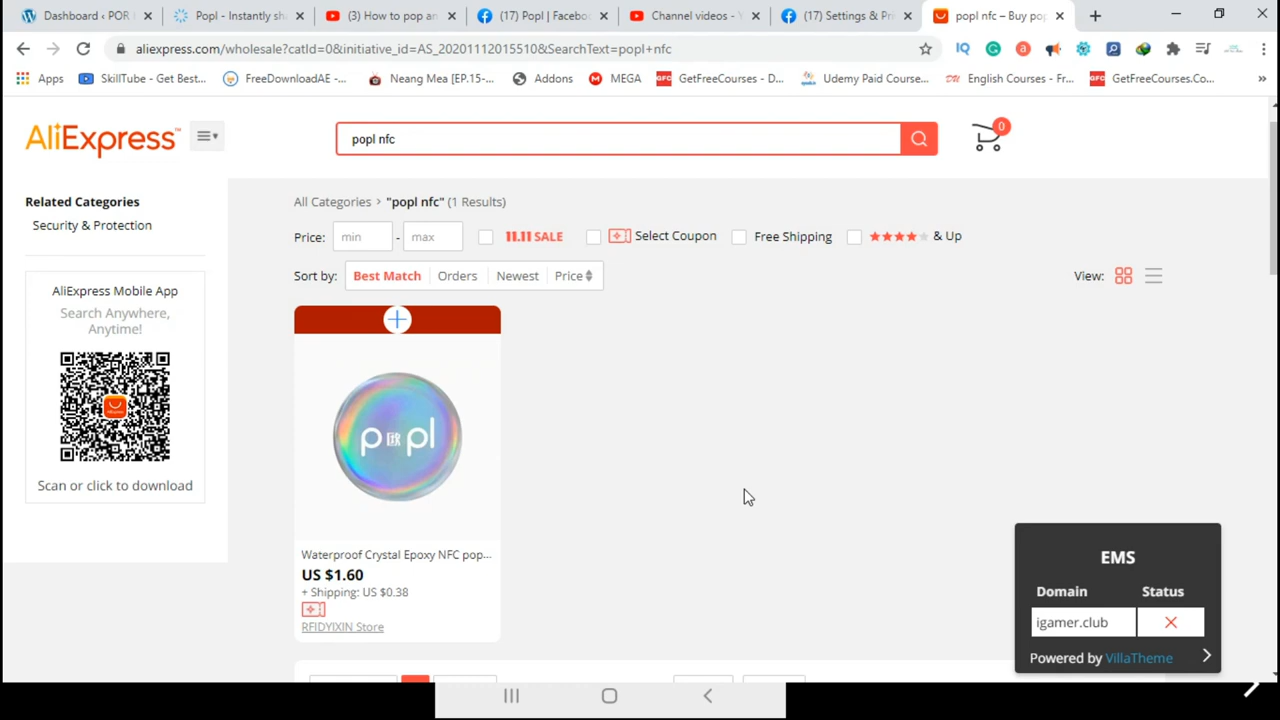 Dashboard ‹ POR
Popl - Instantly sh
(3) How to pop an
(17) Popl | Facebo
Channel videos - Y
(17) Settings & Pri
popl nfc – Buy pop
aliexpress.com/wholesale?catId=0&initiative_id=AS_20201112015510&SearchText=popl+nfc
Apps
SkillTube - Get Best...
FreeDownloadAE -...
Neang Mea [EP.15-...
Addons
MEGA
GetFreeCourses - D...
Udemy Paid Course...
English Courses - Fr...
GetFreeCourses.Co...
»
AliExpress™
popl nfc
0
Related Categories
Security & Protection
AliExpress Mobile App
Search Anywhere,
Anytime!
Scan or click to download
All Categories > "popl nfc" (1 Results)
Price: min - max 11.11 SALE Select Coupon Free Shipping & Up
Sort by: Best Match Orders Newest Price
View:
popl
Waterproof Crystal Epoxy NFC pop...
US $1.60
+ Shipping: US $0.38
RFIDYIXIN Store
EMS
Domain Status
igamer.club
Powered by VillaTheme